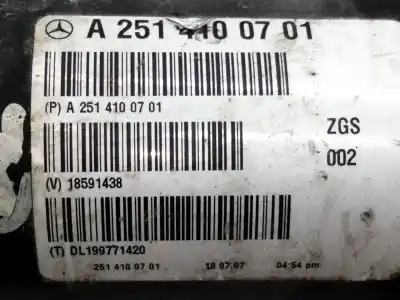 A 251 410 07 01
(P) A 251 410 07 01
ZGS
002
(V) 18591438
(T) DL199771420
251 410 07 01 18.07.07 04:54 pm